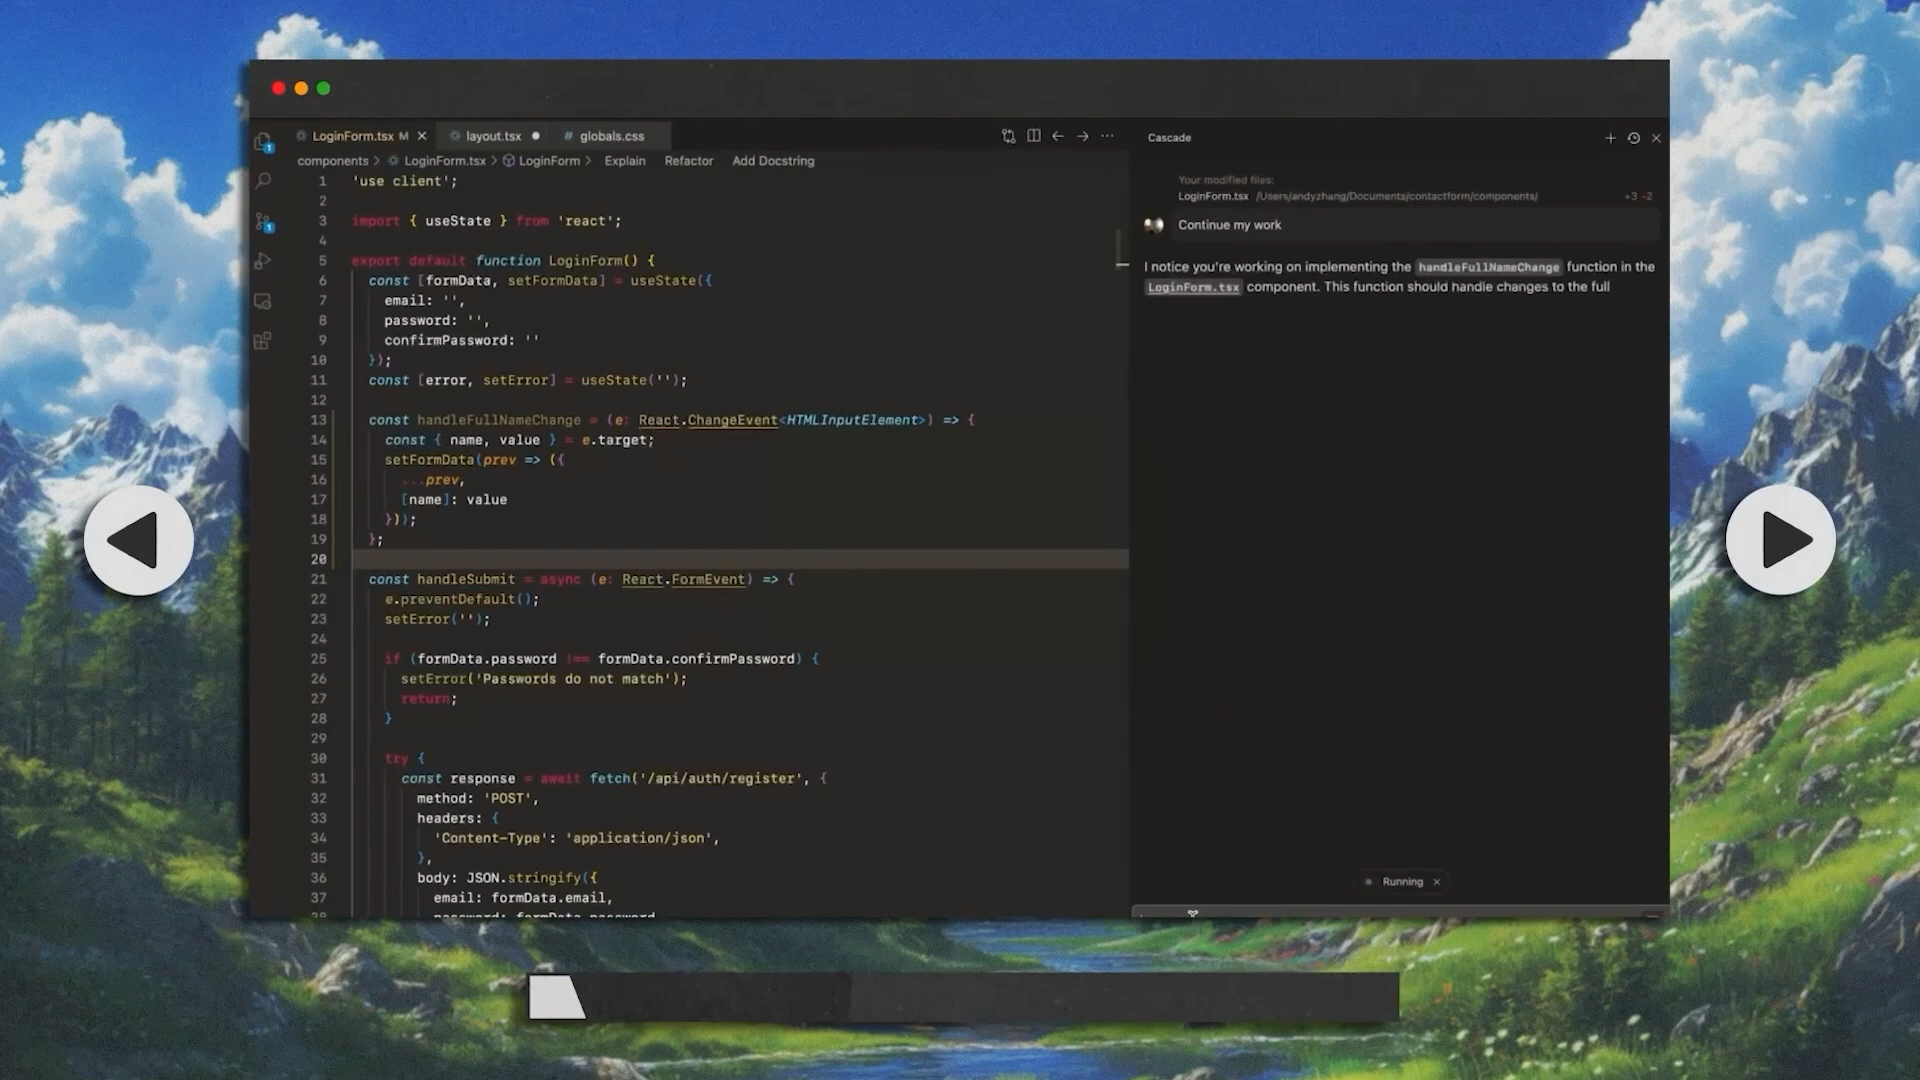 LoginForm.tsx M
layout.tsx
# globals.css
components > LoginForm.tsx > LoginForm > Explain Refactor Add Docstring
1 'use client';
2
3 import { useState } from 'react';
4
5 export default function LoginForm() {
6 const [formData, setFormData] = useState({
7 email: '',
8 password: '',
9 confirmPassword: ''
10 });
11 const [error, setError] = useState('');
12
13 const handleFullNameChange = (e: React.ChangeEvent<HTMLInputElement>) => {
14 const { name, value } = e.target;
15 setFormData(prev => ({
16 ...prev,
17 [name]: value
18 }));
19 };
20
21 const handleSubmit = async (e: React.FormEvent) => {
22 e.preventDefault();
23 setError('');
24
25 if (formData.password !== formData.confirmPassword) {
26 setError('Passwords do not match');
27 return;
28 }
29
30 try {
31 const response = await fetch('/api/auth/register', {
32 method: 'POST',
33 headers: {
34 'Content-Type': 'application/json',
35 },
36 body: JSON.stringify({
37 email: formData.email,
38 password: formData.password
Cascade
Your modified files:
LoginForm.tsx /Users/andyzhang/Documents/contactform/components/ +3 -2
Continue my work
I notice you're working on implementing the handleFullNameChange function in the
LoginForm.tsx component. This function should handle changes to the full
Running